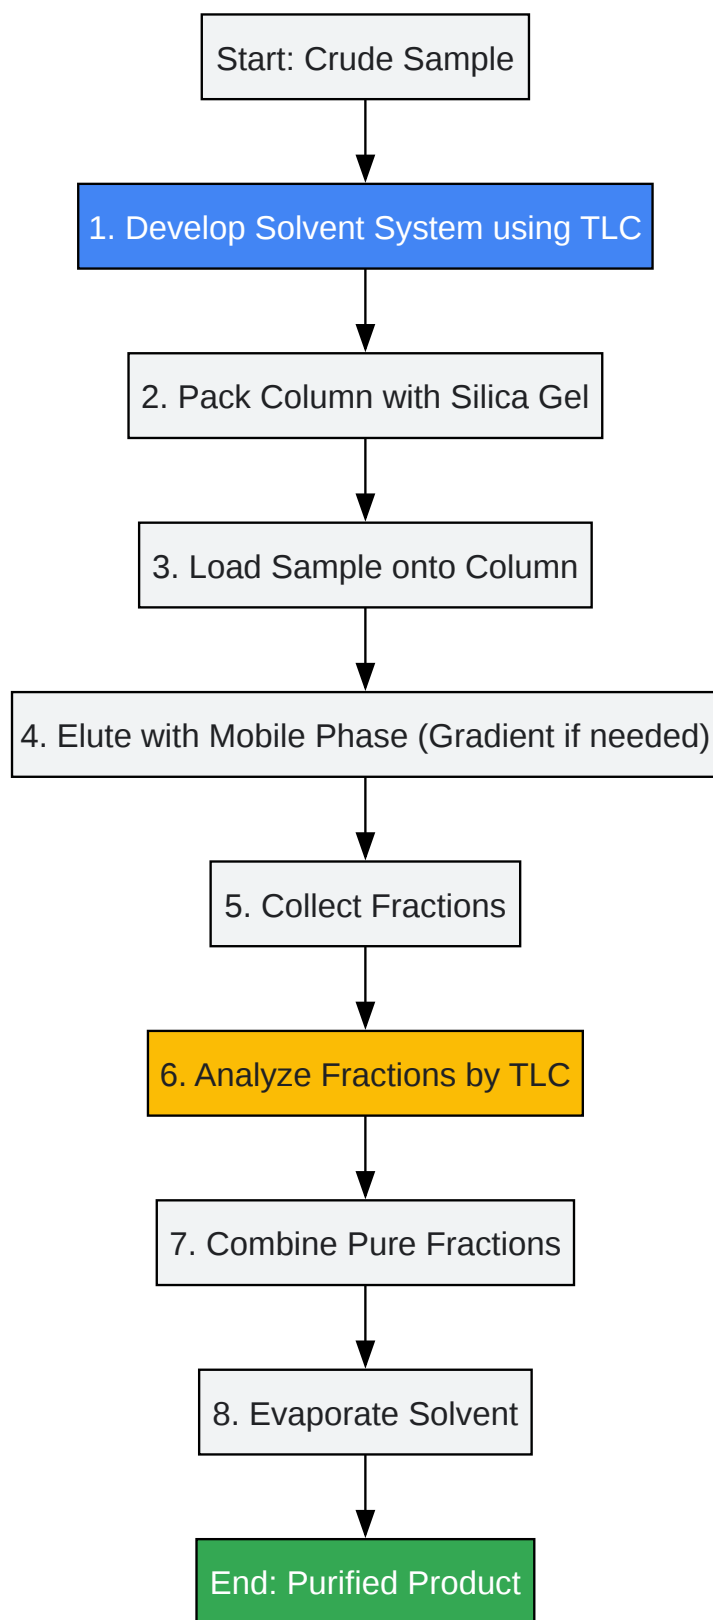 Start: Crude Sample
1. Develop Solvent System using TLC
2. Pack Column with Silica Gel
3. Load Sample onto Column
4. Elute with Mobile Phase (Gradient if needed)
5. Collect Fractions
6. Analyze Fractions by TLC
7. Combine Pure Fractions
8. Evaporate Solvent
End: Purified Product